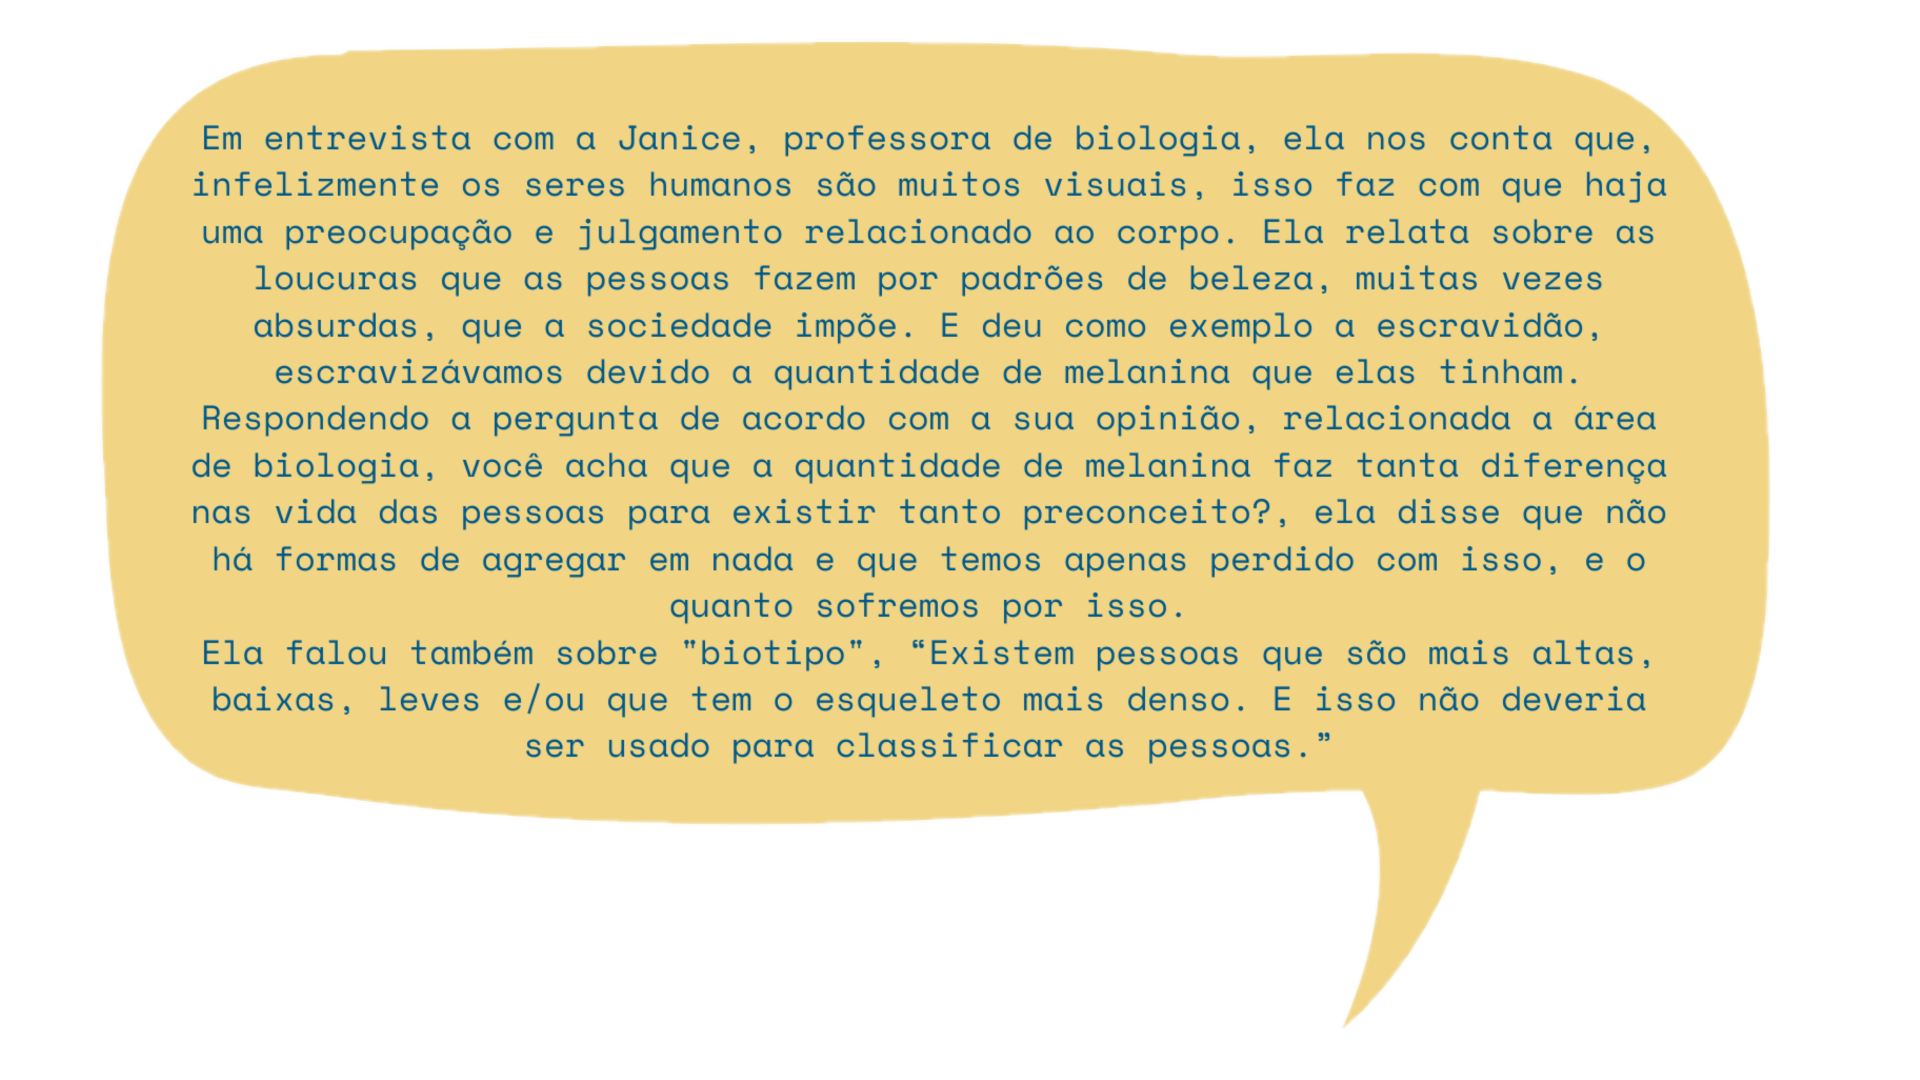 Em entrevista com a Janice, professora de biologia, ela nos conta que,
infelizmente os seres humanos são muitos visuais, isso faz com que haja
uma preocupação e julgamento relacionado ao corpo. Ela relata sobre as
loucuras que as pessoas fazem por padrões de beleza, muitas vezes
absurdas, que a sociedade impõe. E deu como exemplo a escravidão,
escravizávamos devido a quantidade de melanina que elas tinham.
Respondendo a pergunta de acordo com a sua opinião, relacionada a área
de biologia, você acha que a quantidade de melanina faz tanta diferença
nas vida das pessoas para existir tanto preconceito?, ela disse que não
há formas de agregar em nada e que temos apenas perdido com isso, e o
quanto sofremos por isso.
Ela falou também sobre "biotipo", “Existem pessoas que são mais altas,
baixas, leves e/ou que tem o esqueleto mais denso. E isso não deveria
ser usado para classificar as pessoas.”